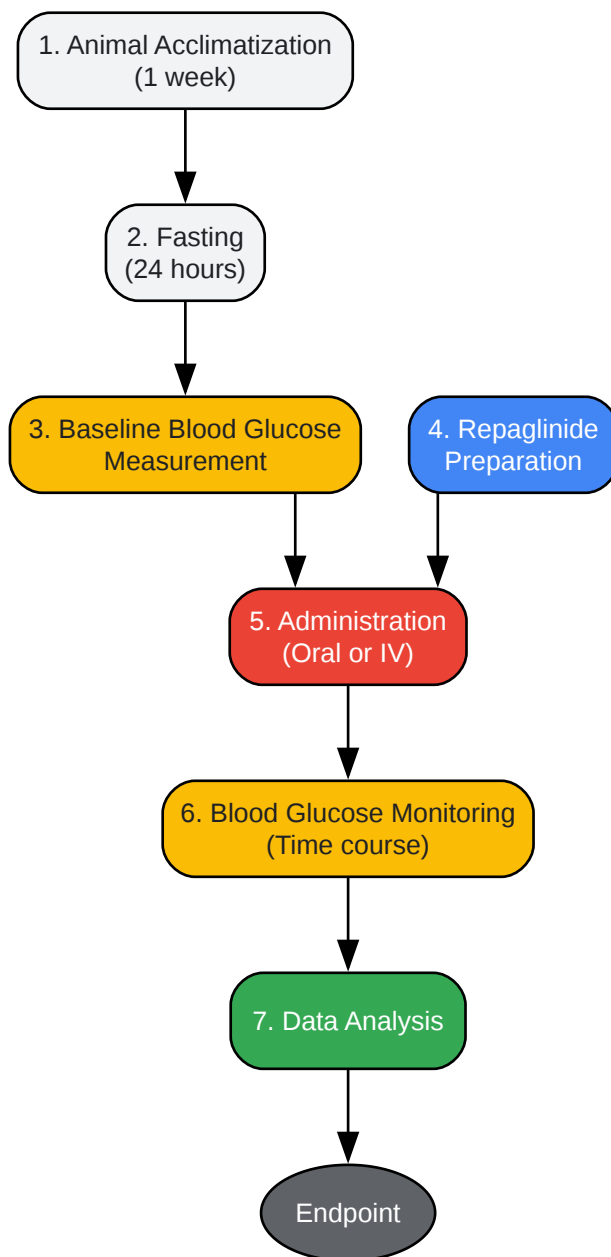 1. Animal Acclimatization
(1 week)
2. Fasting
(24 hours)
3. Baseline Blood Glucose
Measurement
4. Repaglinide
Preparation
5. Administration
(Oral or IV)
6. Blood Glucose Monitoring
(Time course)
7. Data Analysis
Endpoint